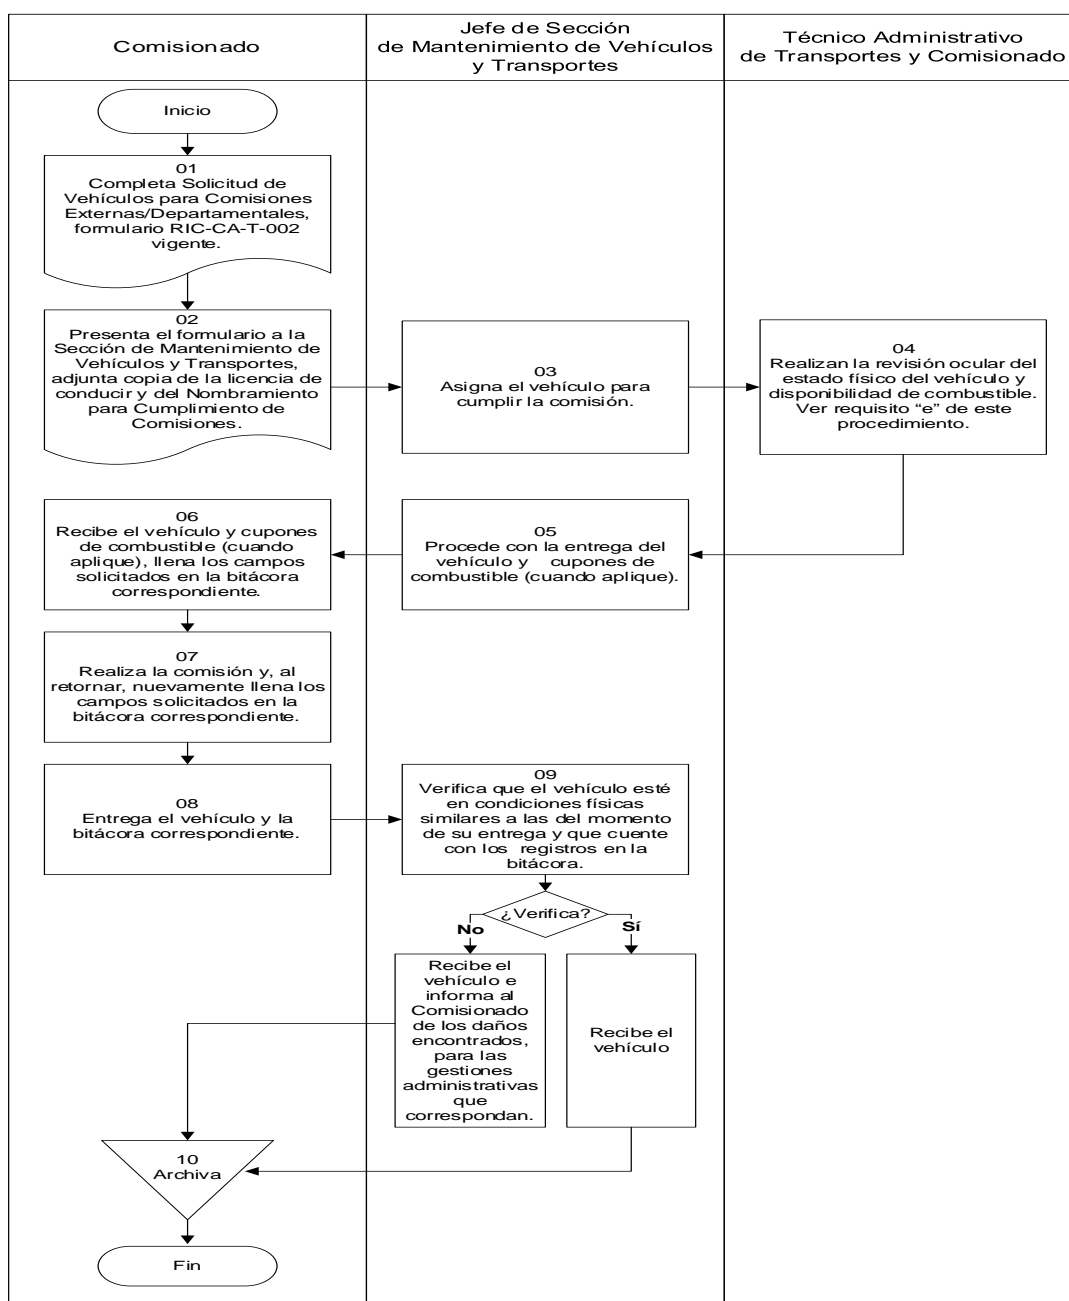 Comisionado
Jefe de Sección
de Mantenimiento de Vehículos
y Transportes
Técnico Administrativo
de Transportes y Comisionado
Inicio
01
Completa Solicitud de
Vehículos para Comisiones
Externas/Departamentales,
formulario RIC-CA-T-002
vigente.
02
Presenta el formulario a la
Sección de Mantenimiento de
Vehículos y Transportes,
adjunta copia de la licencia de
conducir y del Nombramiento
para Cumplimiento de
Comisiones.
03
Asigna el vehículo para
cumplir la comisión.
04
Realizan la revisión ocular del
estado físico del vehículo y
disponibilidad de combustible.
Ver requisito “e” de este
procedimiento.
05
Procede con la entrega del
vehículo y cupones de
combustible (cuando aplique).
06
Recibe el vehículo y cupones
de combustible (cuando
aplique), llena los campos
solicitados en la bitácora
correspondiente.
07
Realiza la comisión y, al
retornar, nuevamente llena los
campos solicitados en la
bitácora correspondiente.
08
Entrega el vehículo y la
bitácora correspondiente.
09
Verifica que el vehículo esté
en condiciones físicas
similares a las del momento
de su entrega y que cuente
con los registros en la
bitácora.
¿Verifica?
No
Sí
Recibe el
vehículo e
informa al
Comisionado
de los daños
encontrados,
para las
gestiones
administrativas
que
correspondan.
Recibe el
vehículo
10
Archiva
Fin